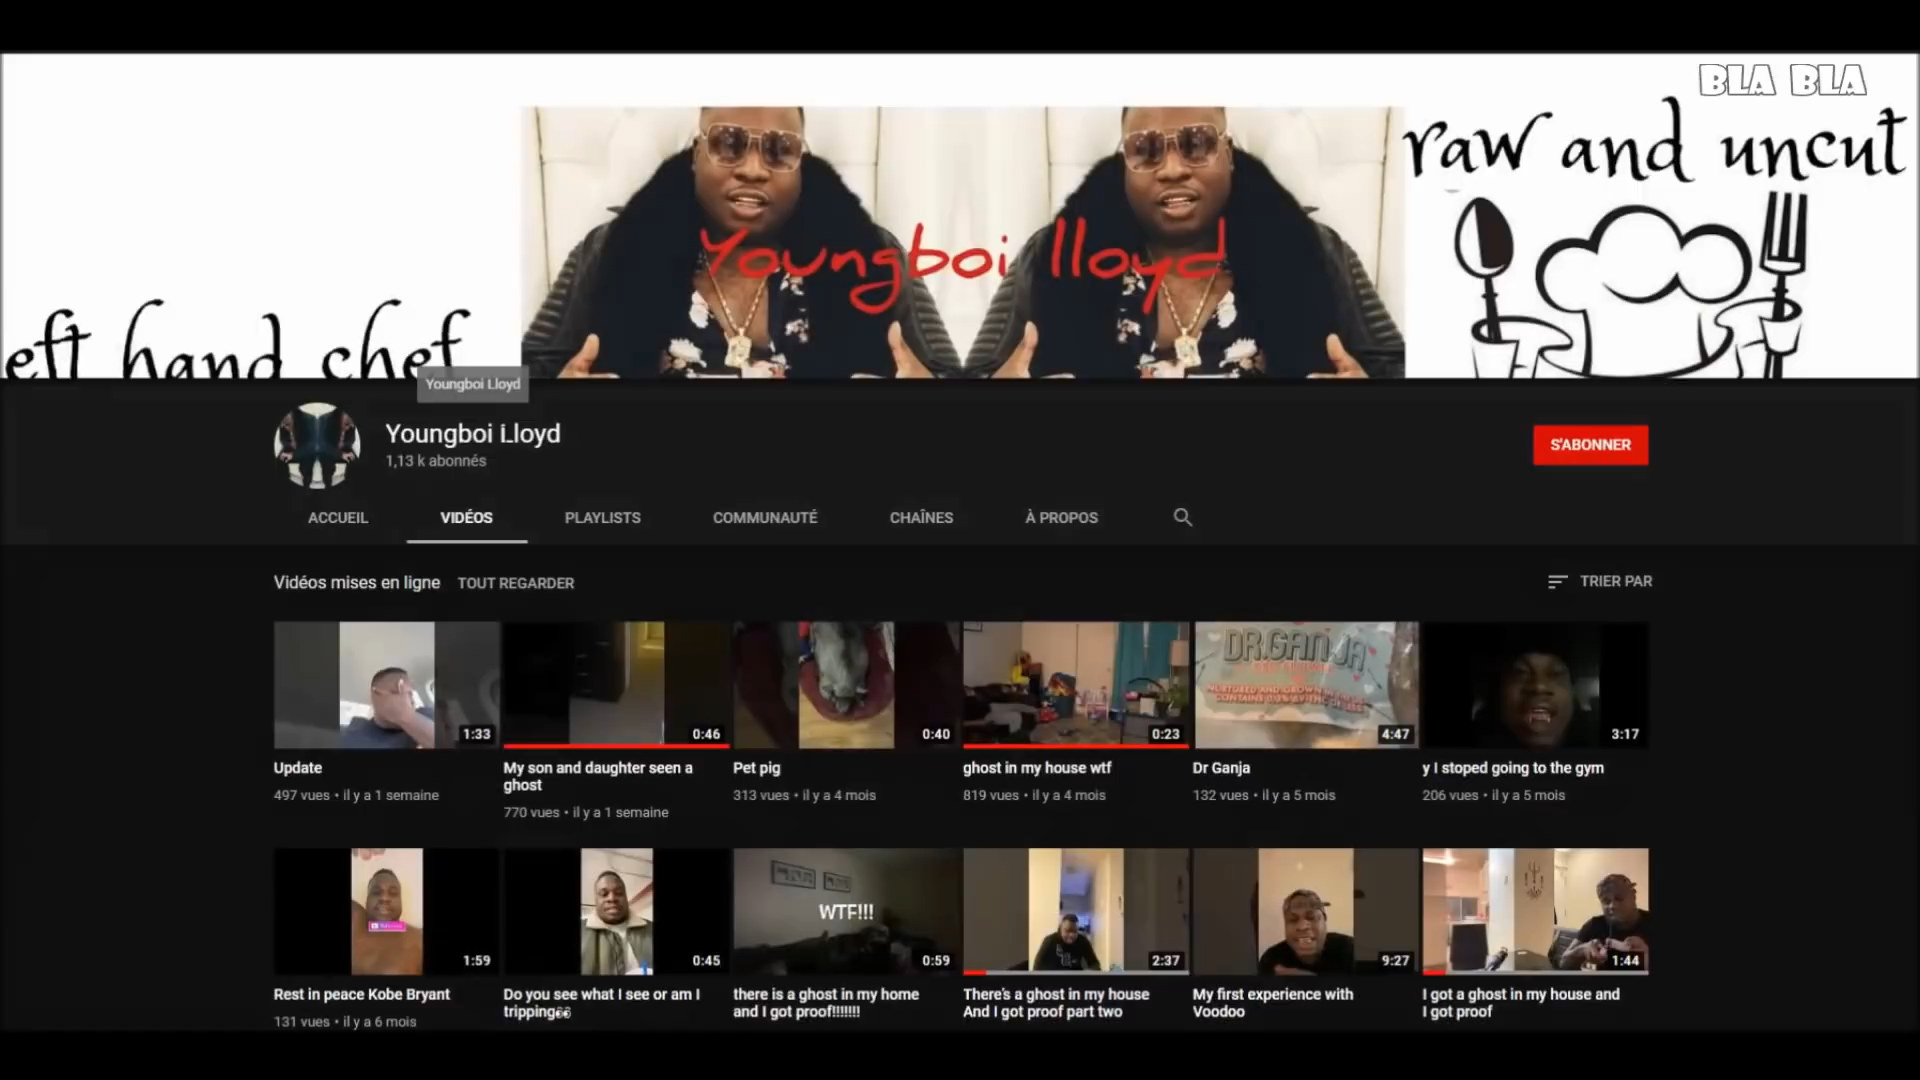 BLA BLA
raw and uncut
Youngboi lloyd
eft hand chef
Youngboi Lloyd
Youngboi Lloyd
1,13 k abonnés
S'ABONNER
ACCUEIL VIDÉOS PLAYLISTS COMMUNAUTÉ CHAÎNES À PROPOS
Vidéos mises en ligne TOUT REGARDER TRIER PAR
DR.GANJA
1:33 0:46 0:40 0:23 4:47 3:17
Update
497 vues • il y a 1 semaine
My son and daughter seen a
ghost
770 vues • il y a 1 semaine
Pet pig
313 vues • il y a 4 mois
ghost in my house wtf
819 vues • il y a 4 mois
Dr Ganja
132 vues • il y a 5 mois
y I stoped going to the gym
206 vues • il y a 5 mois
WTF!!!
1:59 0:45 0:59 2:37 9:27 1:44
Rest in peace Kobe Bryant
131 vues • il y a 6 mois
Do you see what I see or am I
tripping👀
there is a ghost in my home
and I got proof!!!!!!!
There's a ghost in my house
And I got proof part two
My first experience with
Voodoo
I got a ghost in my house and
I got proof